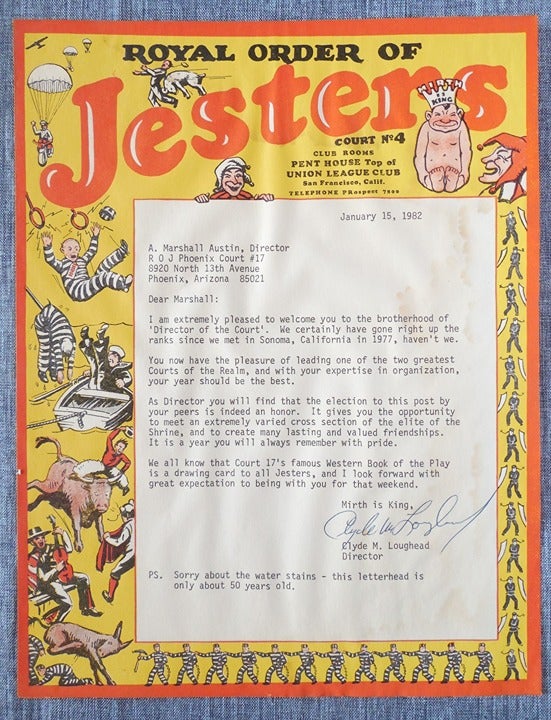 ROYAL ORDER OF
Jesters
MIRTH
IS
KING
COURT Nº4
CLUB ROOMS
PENT HOUSE Top of
UNION LEAGUE CLUB
San Francisco, Calif.
TELEPHONE PRospect 7800
January 15, 1982
A. Marshall Austin, Director
R O J Phoenix Court #17
8920 North 13th Avenue
Phoenix, Arizona 85021
Dear Marshall:
I am extremely pleased to welcome you to the brotherhood of
'Director of the Court'. We certainly have gone right up the
ranks since we met in Sonoma, California in 1977, haven't we.
You now have the pleasure of leading one of the two greatest
Courts of the Realm, and with your expertise in organization,
your year should be the best.
As Director you will find that the election to this post by
your peers is indeed an honor. It gives you the opportunity
to meet an extremely varied cross section of the elite of the
Shrine, and to create many lasting and valued friendships.
It is a year you will always remember with pride.
We all know that Court 17's famous Western Book of the Play
is a drawing card to all Jesters, and I look forward with
great expectation to being with you for that weekend.
Mirth is King,
Clyde M Loughead
Clyde M. Loughead
Director
PS. Sorry about the water stains - this letterhead is
only about 50 years old.